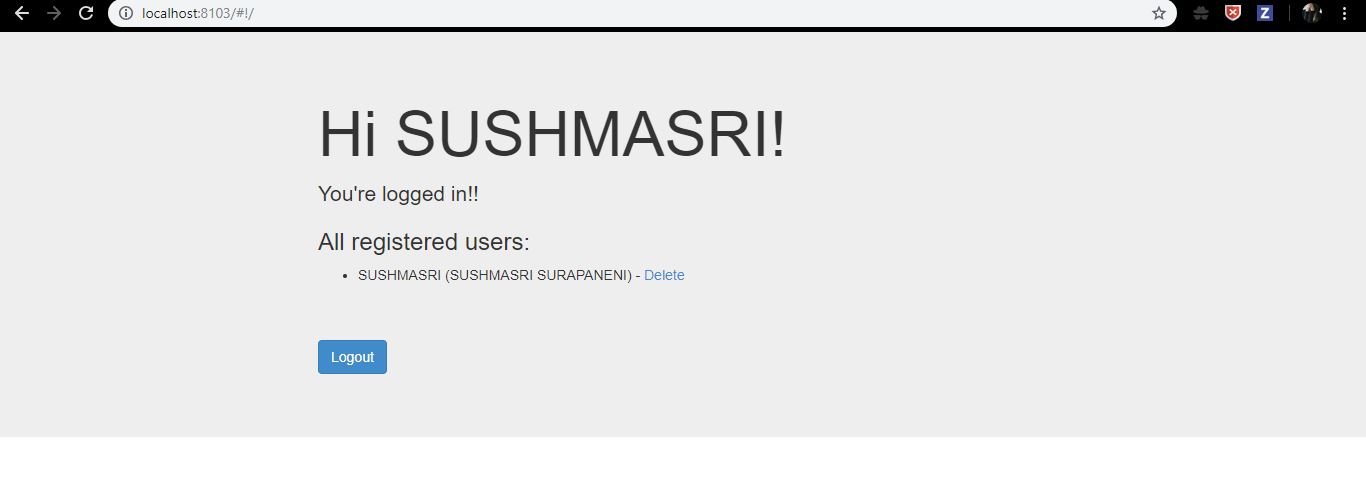 localhost:8103/#!/
Z
Hi SUSHMASRI!
You're logged in!!
All registered users:
• SUSHMASRI (SUSHMASRI SURAPANENI) - Delete
Logout